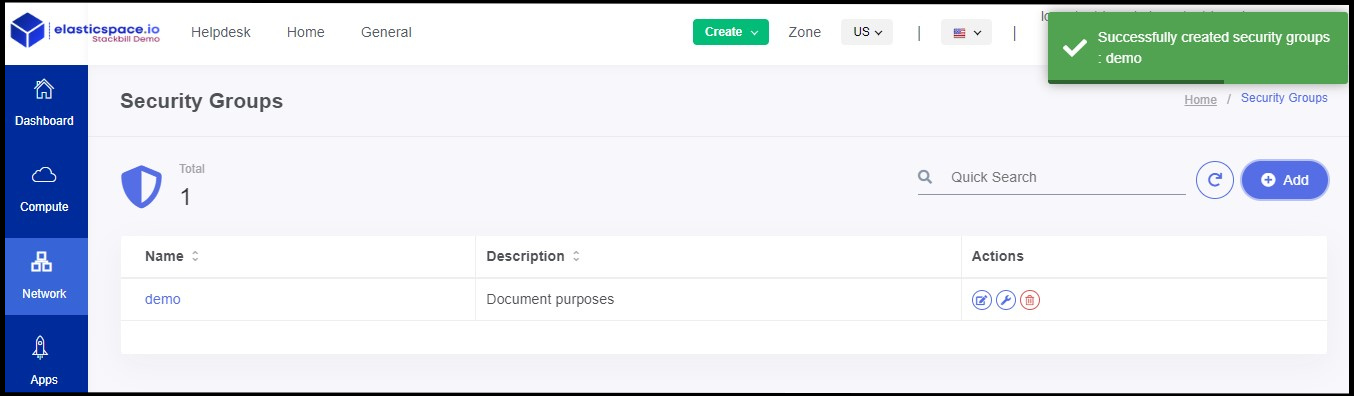 elasticspace.io
Stackbill Demo
Helpdesk
Home
General
Create
Zone
US
|
|
Successfully created security groups
: demo
Dashboard
Compute
Network
Apps
Security Groups
Home / Security Groups
Total
1
Quick Search
Add
Name
Description
Actions
demo
Document purposes